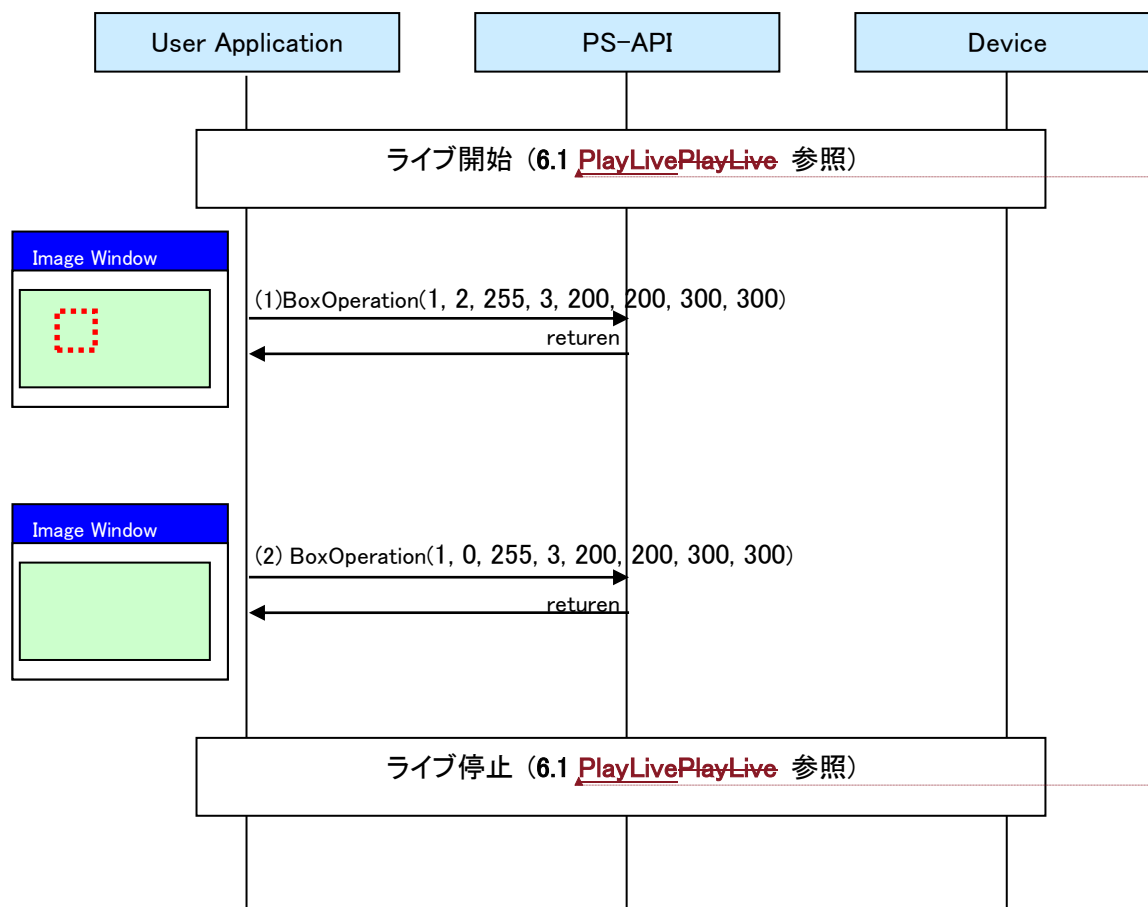 User Application
PS-API
Device
ライブ開始 (6.1 PlayLivePlayLive 参照)
Image Window
(1)BoxOperation(1, 2, 255, 3, 200, 200, 300, 300)
returen
Image Window
(2) BoxOperation(1, 0, 255, 3, 200, 200, 300, 300)
returen
ライブ停止 (6.1 PlayLivePlayLive 参照)